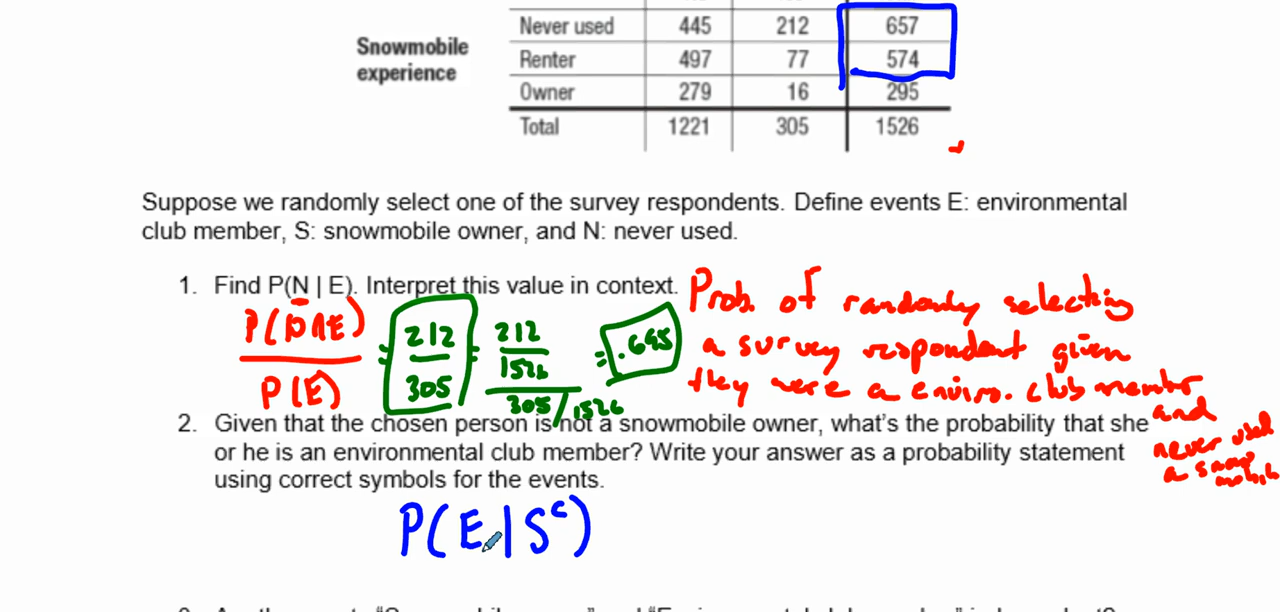 Never used 445 212 657
Snowmobile experience
Renter 497 77 574
Owner 279 16 295
Total 1221 305 1526
Suppose we randomly select one of the survey respondents. Define events E: environmental
club member, S: snowmobile owner, and N: never used.
1. Find P(N | E). Interpret this value in context.
P(N∩E)
P(E)
= 212
305
= 212
1526
305/1526
= .695
Prob. of randomly selecting
a survey respondent given
they were a enviro. club member
and
never used
a snow
mobile
2. Given that the chosen person is not a snowmobile owner, what's the probability that she
or he is an environmental club member? Write your answer as a probability statement
using correct symbols for the events.
P(E | Sᶜ)